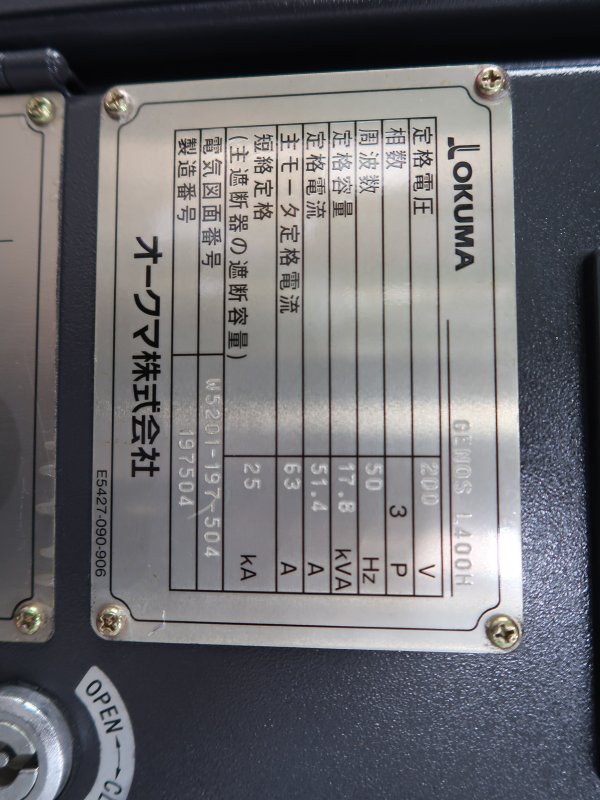 OKUMA GENOS L400H
定格電圧 200 V
相数 3 P
周波数 50 Hz
定格容量 17.8 kVA
定格電流 51.4 A
主モータ定格電流 63 A
短絡定格
(主遮断器の遮断容量) 25 kA
電気図面番号 W5201-197-504
製造番号 197504
オークマ株式会社
E5427-090-906
OPEN